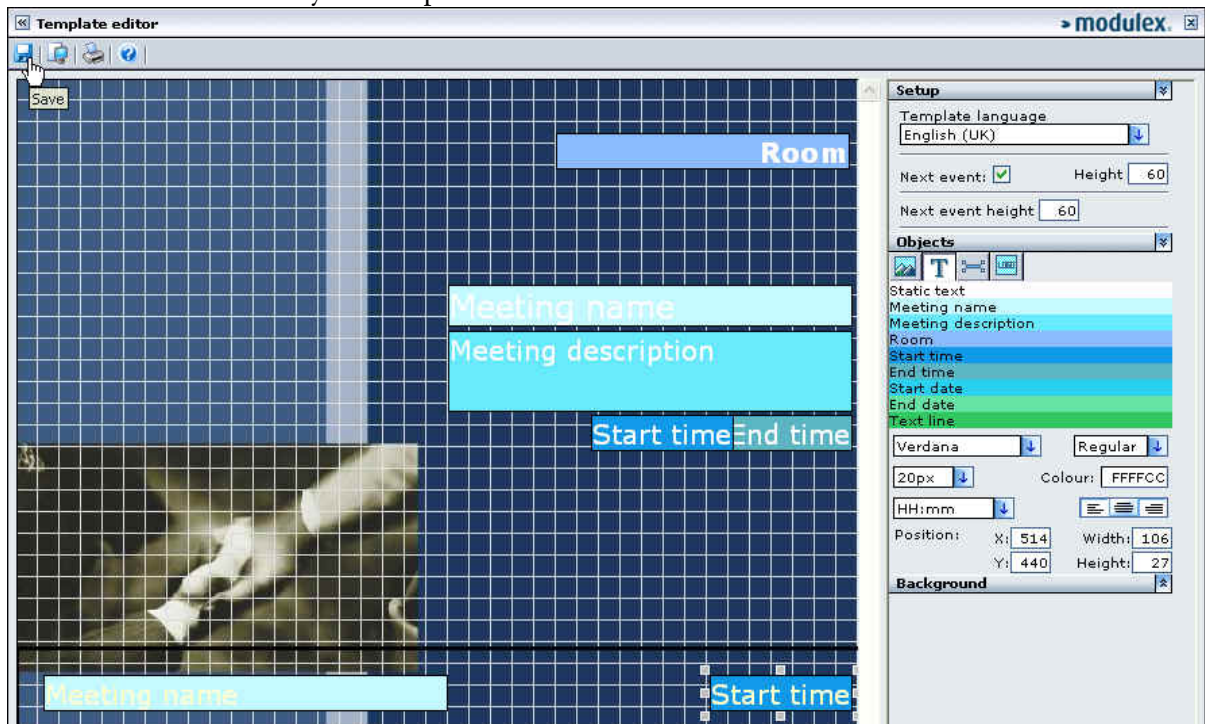 Template editor
modulex
Save
Room
Meeting name
Meeting description
Start time
End time
Meeting name
Start time
Setup
Template language
English (UK)
Next event:
Height 60
Next event height 60
Objects
T
LOGO
Static text
Meeting name
Meeting description
Room
Start time
End time
Start date
End date
Text line
Verdana
Regular
20px
Colour: FFFFCC
HH:mm
Position: X: 514 Width: 106
Y: 440 Height: 27
Background